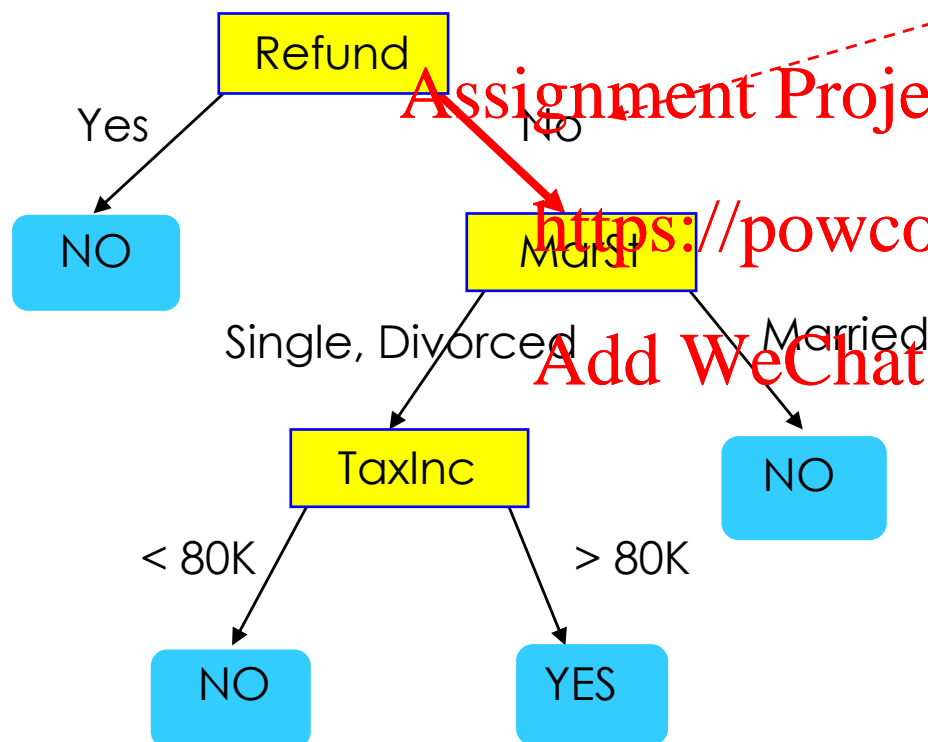 Refund
Assignment Proje
Yes
No
NO
https://powco
MarSt
Single, Divorced
Married
Add WeChat
TaxInc
NO
< 80K
> 80K
NO
YES